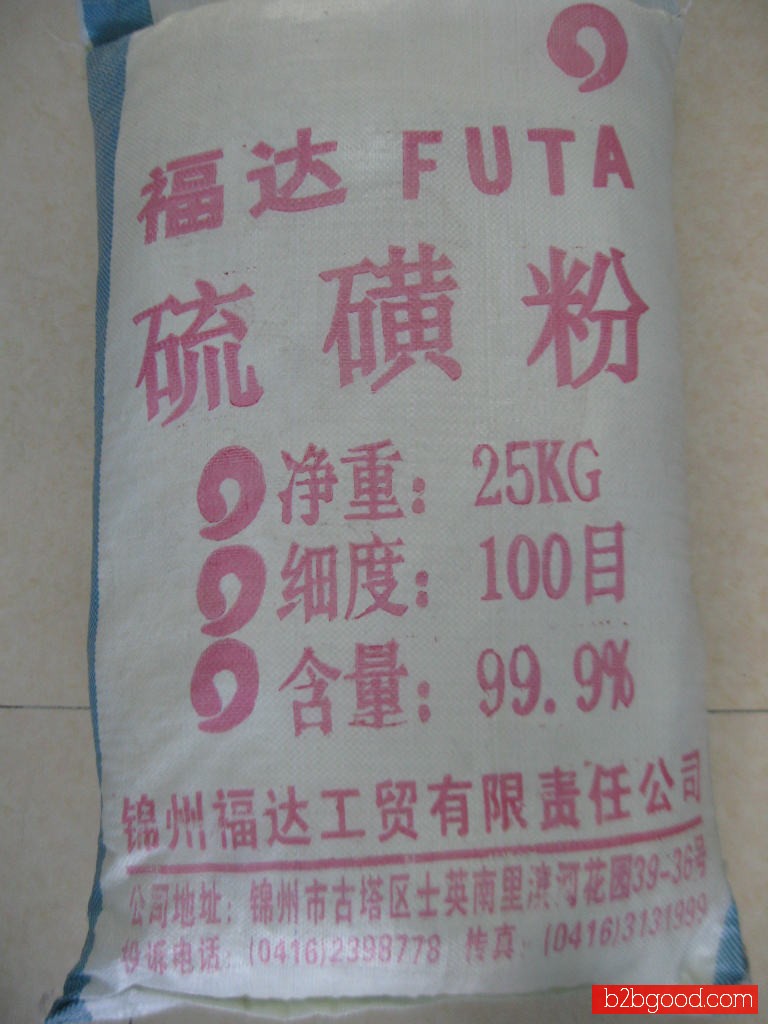 福达 FUTA
硫磺粉
净重：25KG
细度：100目
含量：99.9%
锦州福达工贸有限责任公司
公司地址：锦州市古塔区士英南里滨河花园39-36号
投诉电话：(0416)2398778 传真：(0416)3131999
b2bgood.com